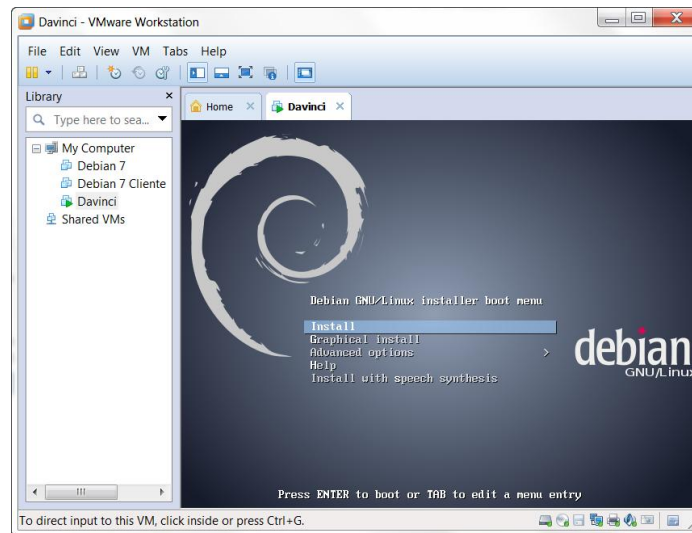 Davinci - VMware Workstation
File Edit View VM Tabs Help
Library ×
Type here to sea...
My Computer
Debian 7
Debian 7 Cliente
Davinci
Shared VMs
Home × Davinci ×
Debian GNU/Linux installer boot menu
Install
Graphical install
Advanced options >
Help
Install with speech synthesis
debian
GNU/Linux
Press ENTER to boot or TAB to edit a menu entry
To direct input to this VM, click inside or press Ctrl+G.